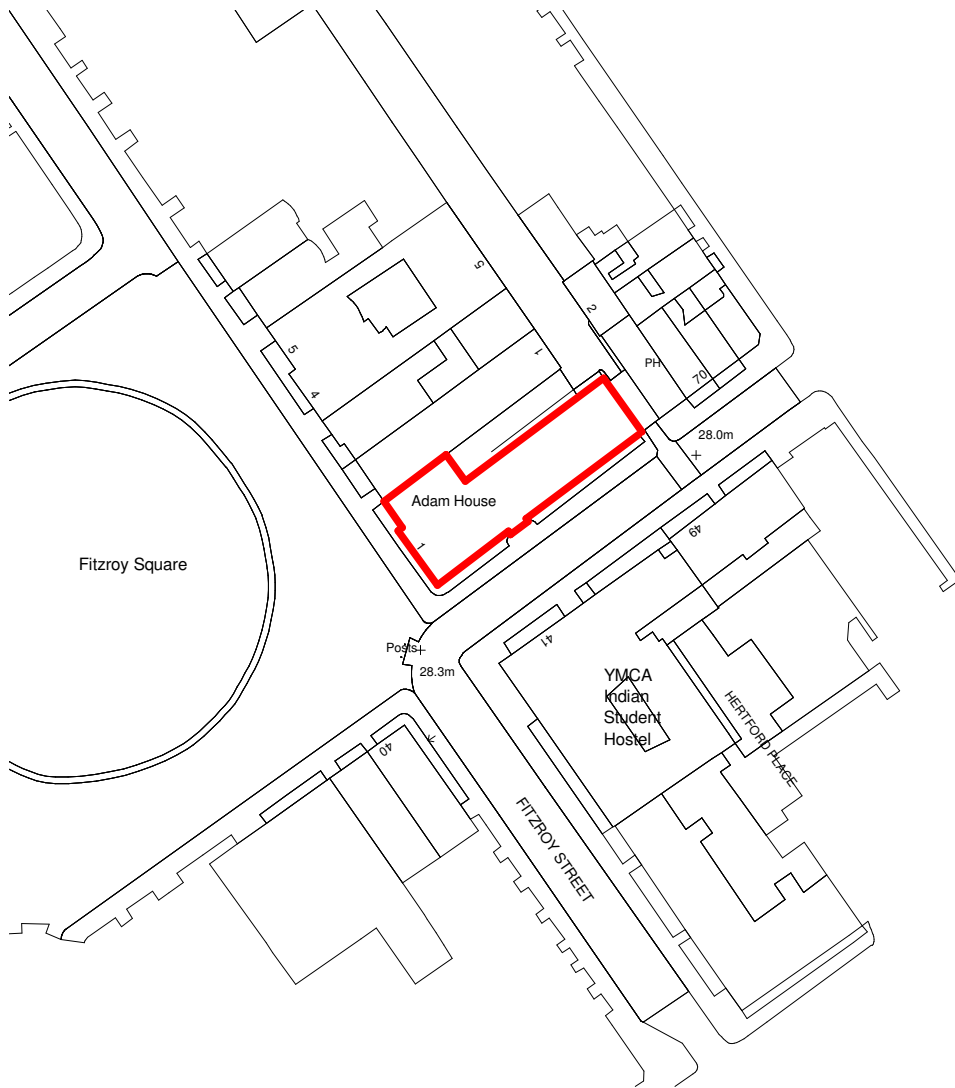 5
2
5
1
PH
70
4
28.0m
Adam House
49
1
Fitzroy Square
41
Posts
28.3m
YMCA
Indian
Student
Hostel
HERTFORD PLACE
40
FITZROY STREET